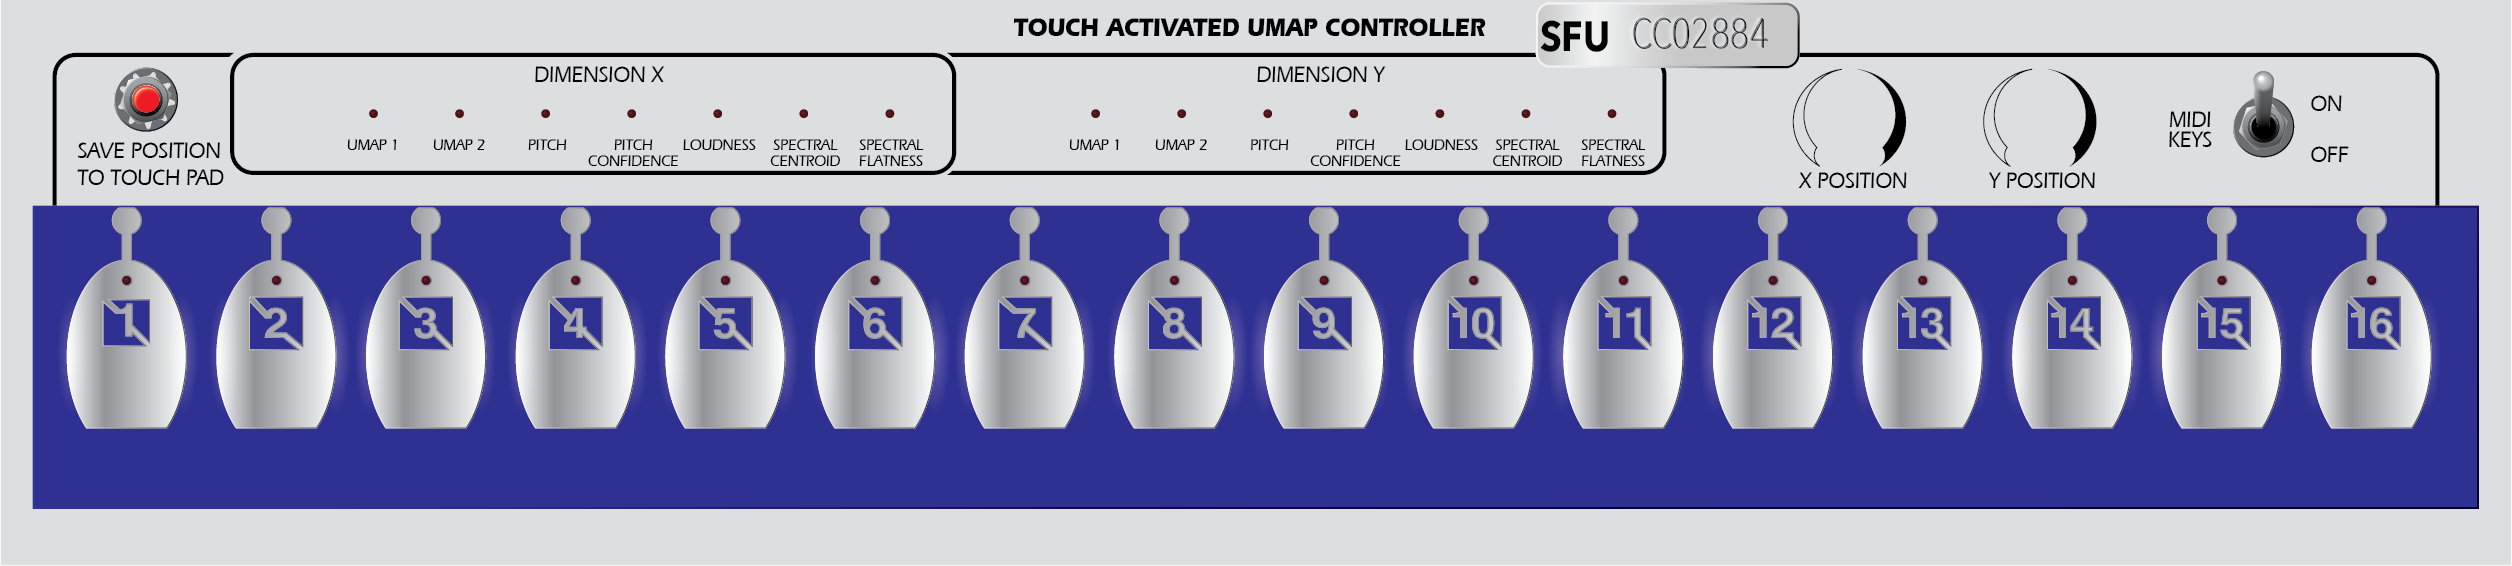 TOUCH ACTIVATED UMAP CONTROLLER
SFU CC02884
SAVE POSITION
TO TOUCH PAD
DIMENSION X
UMAP 1
UMAP 2
PITCH
PITCH
CONFIDENCE
LOUDNESS
SPECTRAL
CENTROID
SPECTRAL
FLATNESS
DIMENSION Y
UMAP 1
UMAP 2
PITCH
PITCH
CONFIDENCE
LOUDNESS
SPECTRAL
CENTROID
SPECTRAL
FLATNESS
X POSITION
Y POSITION
MIDI
KEYS
ON
OFF
1 2 3 4 5 6 7 8 9 10 11 12 13 14 15 16